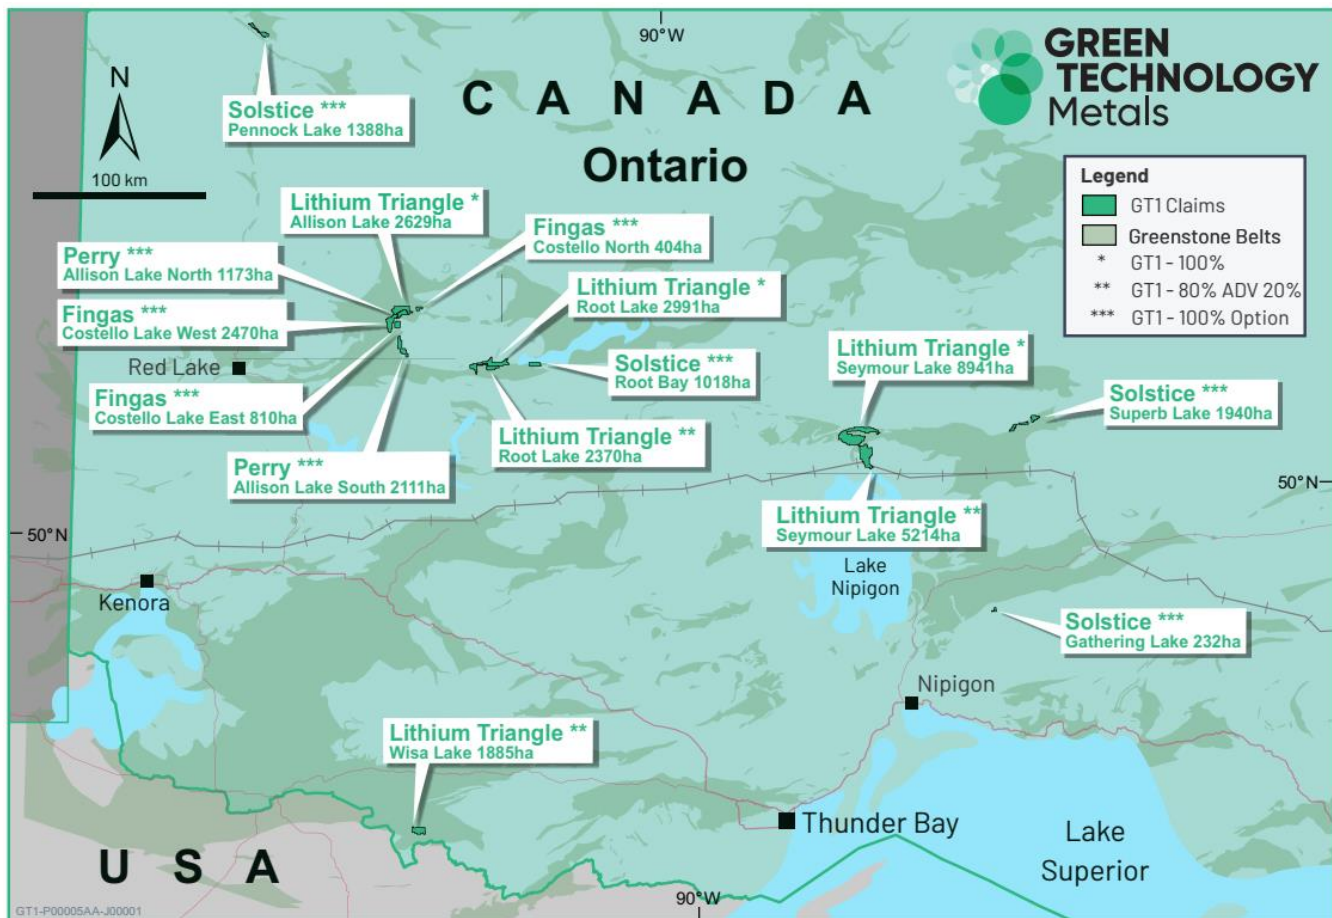 90°W
GREEN
TECHNOLOGY
Metals
N
100 km
CANADA
Ontario
Solstice ***
Pennock Lake 1388ha
Legend
GT1 Claims
Greenstone Belts
* GT1 - 100%
** GT1 - 80% ADV 20%
*** GT1 - 100% Option
Lithium Triangle *
Allison Lake 2629ha
Fingas ***
Costello North 404ha
Perry ***
Allison Lake North 1173ha
Lithium Triangle *
Root Lake 2991ha
Fingas ***
Costello Lake West 2470ha
Red Lake
Solstice ***
Root Bay 1018ha
Lithium Triangle *
Seymour Lake 8941ha
Solstice ***
Superb Lake 1940ha
Fingas ***
Costello Lake East 810ha
Lithium Triangle **
Root Lake 2370ha
Perry ***
Allison Lake South 2111ha
50°N
Lithium Triangle **
Seymour Lake 5214ha
50°N
Lake
Nipigon
Kenora
Solstice ***
Gathering Lake 232ha
Nipigon
Lithium Triangle **
Wisa Lake 1885ha
Thunder Bay
Lake
Superior
USA
90°W
GT1-P00005AA-J00001